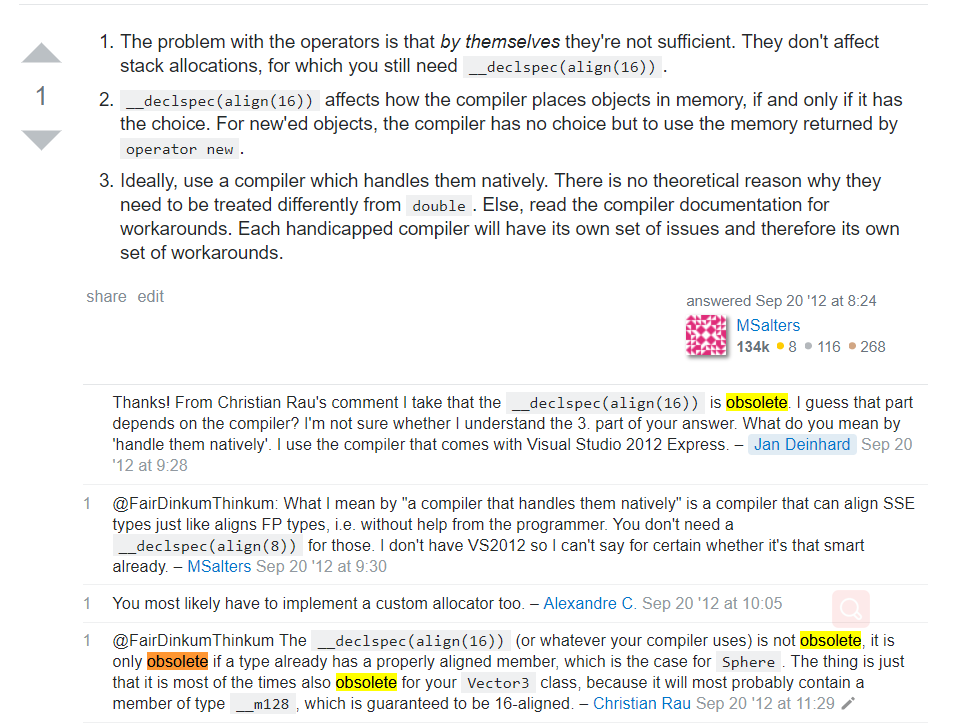 1. The problem with the operators is that by themselves they're not sufficient. They don't affect
stack allocations, for which you still need __declspec(align(16)) .
1
2. __declspec(align(16)) affects how the compiler places objects in memory, if and only if it has
the choice. For new'ed objects, the compiler has no choice but to use the memory returned by
operator new .
3. Ideally, use a compiler which handles them natively. There is no theoretical reason why they
need to be treated differently from double . Else, read the compiler documentation for
workarounds. Each handicapped compiler will have its own set of issues and therefore its own
set of workarounds.
share edit
answered Sep 20 '12 at 8:24
MSalters
134k 8 116 268
Thanks! From Christian Rau's comment I take that the __declspec(align(16)) is obsolete. I guess that part
depends on the compiler? I'm not sure whether I understand the 3. part of your answer. What do you mean by
'handle them natively'. I use the compiler that comes with Visual Studio 2012 Express. – Jan Deinhard Sep 20
'12 at 9:28
1 @FairDinkumThinkum: What I mean by "a compiler that handles them natively" is a compiler that can align SSE
types just like aligns FP types, i.e. without help from the programmer. You don't need a
__declspec(align(8)) for those. I don't have VS2012 so I can't say for certain whether it's that smart
already. – MSalters Sep 20 '12 at 9:30
1 You most likely have to implement a custom allocator too. – Alexandre C. Sep 20 '12 at 10:05
1 @FairDinkumThinkum The __declspec(align(16)) (or whatever your compiler uses) is not obsolete, it is
only obsolete if a type already has a properly aligned member, which is the case for Sphere . The thing is just
that it is most of the times also obsolete for your Vector3 class, because it will most probably contain a
member of type __m128 , which is guaranteed to be 16-aligned. – Christian Rau Sep 20 '12 at 11:29